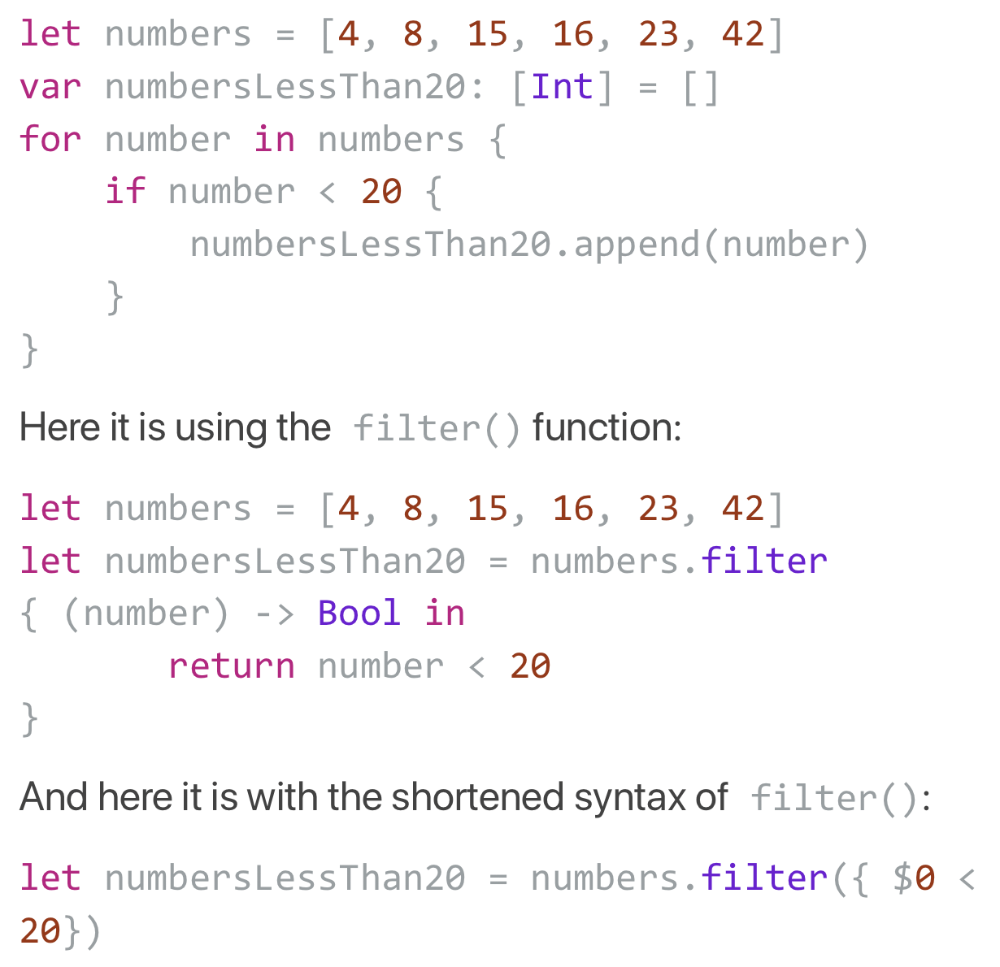 let numbers = [4, 8, 15, 16, 23, 42]
var numbersLessThan20: [Int] = []
for number in numbers {
    if number < 20 {
        numbersLessThan20.append(number)
    }
}
Here it is using the filter() function:
let numbers = [4, 8, 15, 16, 23, 42]
let numbersLessThan20 = numbers.filter
{ (number) -> Bool in
       return number < 20
}
And here it is with the shortened syntax of filter():
let numbersLessThan20 = numbers.filter({ $0 <
20})